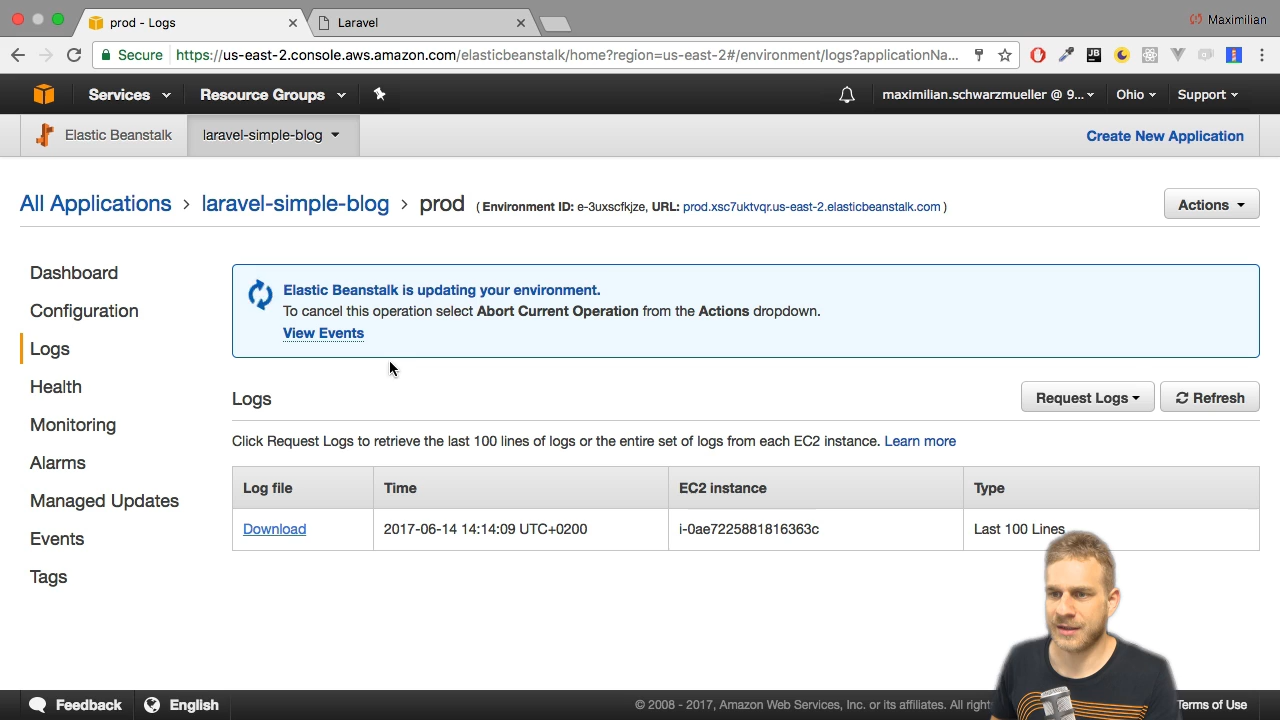 prod - Logs
Laravel
Maximilian
Secure
https://us-east-2.console.aws.amazon.com/elasticbeanstalk/home?region=us-east-2#/environment/logs?applicationNa...
Services
Resource Groups
maximilian.schwarzmueller @ 9...
Ohio
Support
Elastic Beanstalk
laravel-simple-blog
Create New Application
All Applications > laravel-simple-blog > prod ( Environment ID: e-3uxscfkjze, URL: prod.xsc7uktvqr.us-east-2.elasticbeanstalk.com )
Actions
Dashboard
Configuration
Logs
Health
Monitoring
Alarms
Managed Updates
Events
Tags
Elastic Beanstalk is updating your environment.
To cancel this operation select Abort Current Operation from the Actions dropdown.
View Events
Logs
Request Logs
Refresh
Click Request Logs to retrieve the last 100 lines of logs or the entire set of logs from each EC2 instance. Learn more
Log file Time EC2 instance Type
Download 2017-06-14 14:14:09 UTC+0200 i-0ae7225881816363c Last 100 Lines
Feedback
English
© 2008 - 2017, Amazon Web Services, Inc. or its affiliates. All right
Terms of Use
JB